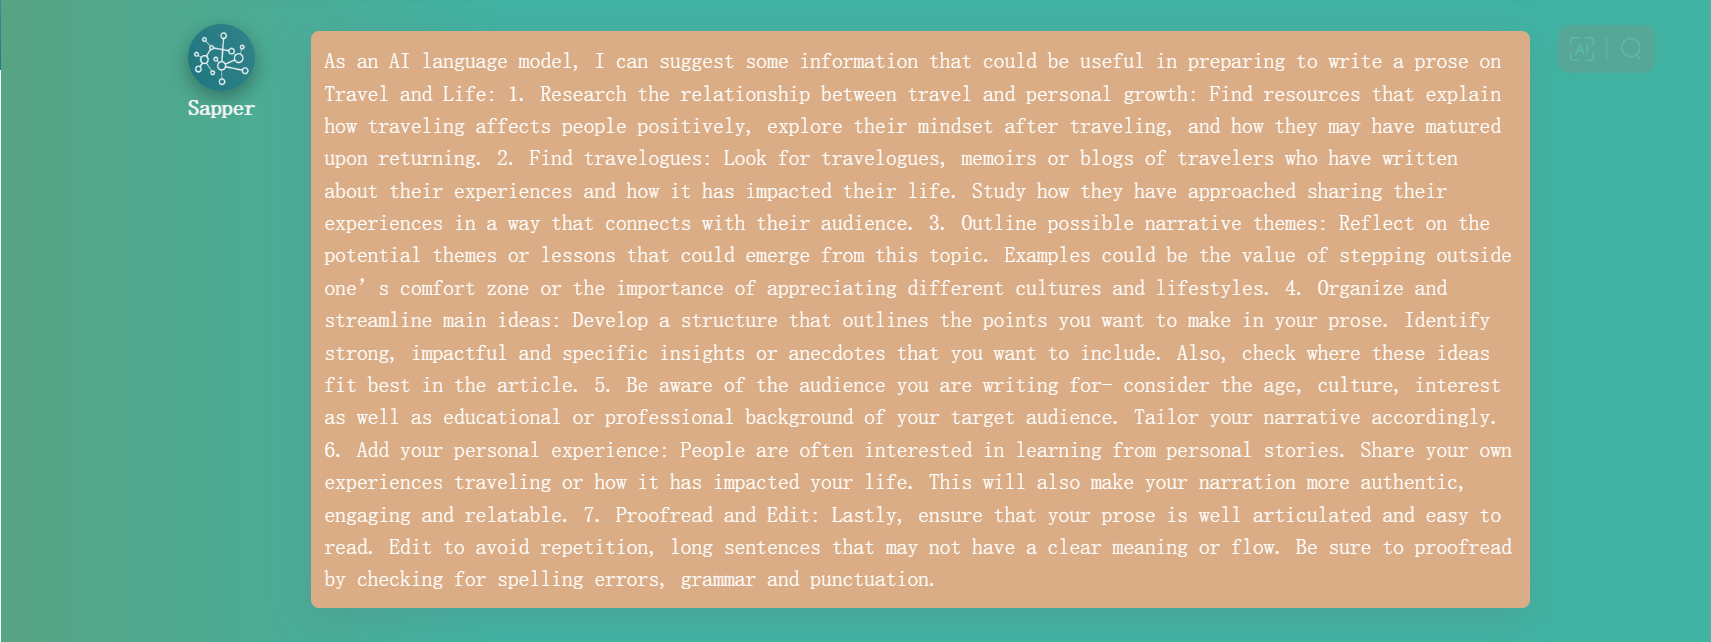 Sapper
As an AI language model, I can suggest some information that could be useful in preparing to write a prose on
Travel and Life: 1. Research the relationship between travel and personal growth: Find resources that explain
how traveling affects people positively, explore their mindset after traveling, and how they may have matured
upon returning. 2. Find travelogues: Look for travelogues, memoirs or blogs of travelers who have written
about their experiences and how it has impacted their life. Study how they have approached sharing their
experiences in a way that connects with their audience. 3. Outline possible narrative themes: Reflect on the
potential themes or lessons that could emerge from this topic. Examples could be the value of stepping outside
one’s comfort zone or the importance of appreciating different cultures and lifestyles. 4. Organize and
streamline main ideas: Develop a structure that outlines the points you want to make in your prose. Identify
strong, impactful and specific insights or anecdotes that you want to include. Also, check where these ideas
fit best in the article. 5. Be aware of the audience you are writing for- consider the age, culture, interest
as well as educational or professional background of your target audience. Tailor your narrative accordingly.
6. Add your personal experience: People are often interested in learning from personal stories. Share your own
experiences traveling or how it has impacted your life. This will also make your narration more authentic,
engaging and relatable. 7. Proofread and Edit: Lastly, ensure that your prose is well articulated and easy to
read. Edit to avoid repetition, long sentences that may not have a clear meaning or flow. Be sure to proofread
by checking for spelling errors, grammar and punctuation.
AI